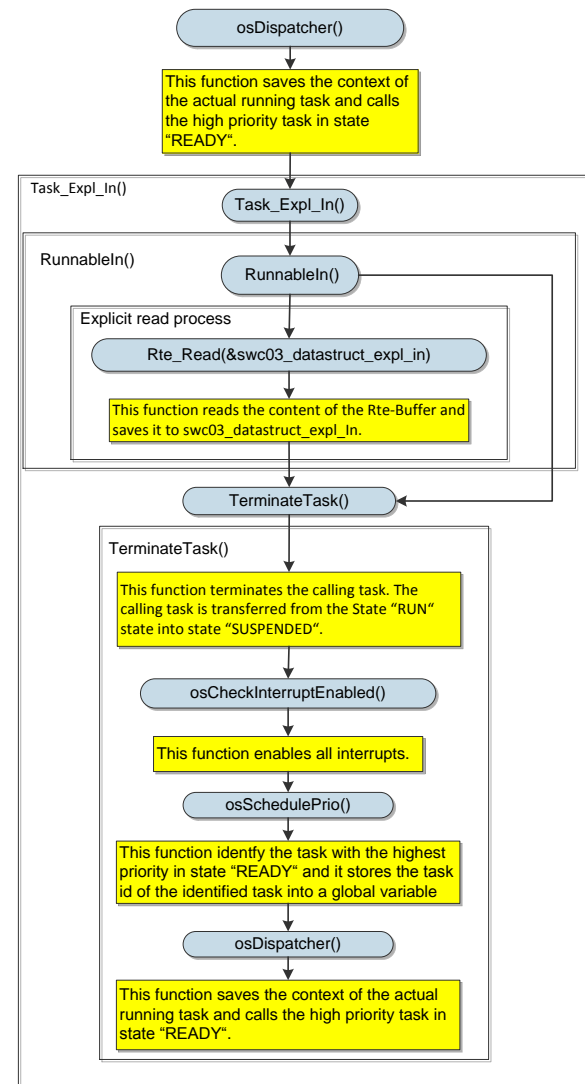 osDispatcher()
This function saves the context of
the actual running task and calls
the high priority task in state
“READY“.
Task_Expl_In()
Task_Expl_In()
RunnableIn()
RunnableIn()
Explicit read process
Rte_Read(&swc03_datastruct_expl_in)
This function reads the content of the Rte-Buffer and
saves it to swc03_datastruct_expl_In.
TerminateTask()
TerminateTask()
This function terminates the calling task. The
calling task is transferred from the State “RUN“
state into state “SUSPENDED“.
osCheckInterruptEnabled()
This function enables all interrupts.
osSchedulePrio()
This function identfy the task with the highest
priority in state “READY“ and it stores the task
id of the identified task into a global variable
osDispatcher()
This function saves the context of the actual
running task and calls the high priority task in
state “READY“.